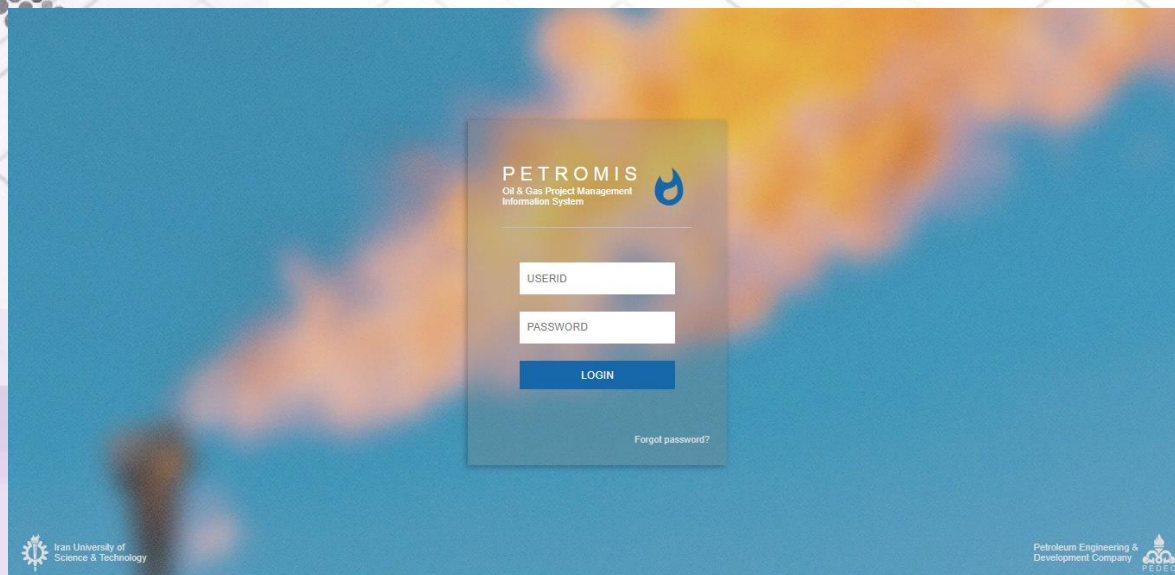 PETROMIS
Oil & Gas Project Management
Information System
USERID
PASSWORD
LOGIN
Forgot password?
Iran University of
Science & Technology
Petroleum Engineering &
Development Company
PEDEC